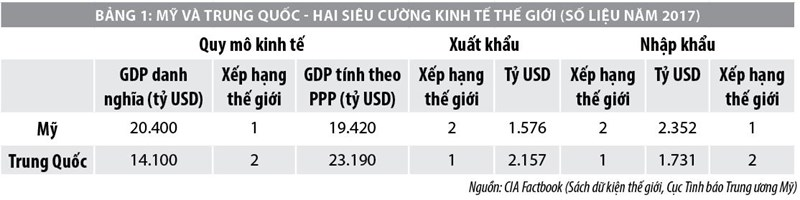 BẢNG 1: MỸ VÀ TRUNG QUỐC - HAI SIÊU CƯỜNG KINH TẾ THẾ GIỚI (SỐ LIỆU NĂM 2017)
Quy mô kinh tế Xuất khẩu Nhập khẩu
GDP danh nghĩa (tỷ USD) Xếp hạng thế giới GDP tính theo PPP (tỷ USD) Xếp hạng thế giới Tỷ USD Xếp hạng thế giới Tỷ USD Xếp hạng thế giới
Mỹ 20.400 1 19.420 2 1.576 2 2.352 1
Trung Quốc 14.100 2 23.190 1 2.157 1 1.731 2
Nguồn: CIA Factbook (Sách dữ kiện thế giới, Cục Tình báo Trung ương Mỹ)